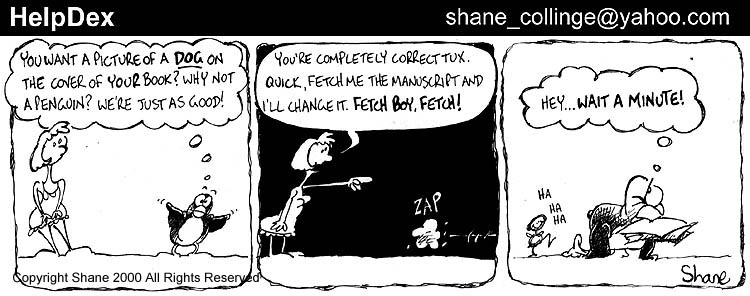 HelpDex
shane_collinge@yahoo.com
YOU WANT A PICTURE OF A DOG ON
THE COVER OF YOUR BOOK? WHY NOT
A PENGUIN? WE'RE JUST AS GOOD!
YOU'RE COMPLETELY CORRECT TUX.
QUICK, FETCH ME THE MANUSCRIPT AND
I'LL CHANGE IT. FETCH BOY, FETCH!
ZAP
HEY...WAIT A MINUTE!
HA
HA
HA
Shane
Copyright Shane 2000 All Rights Reserved